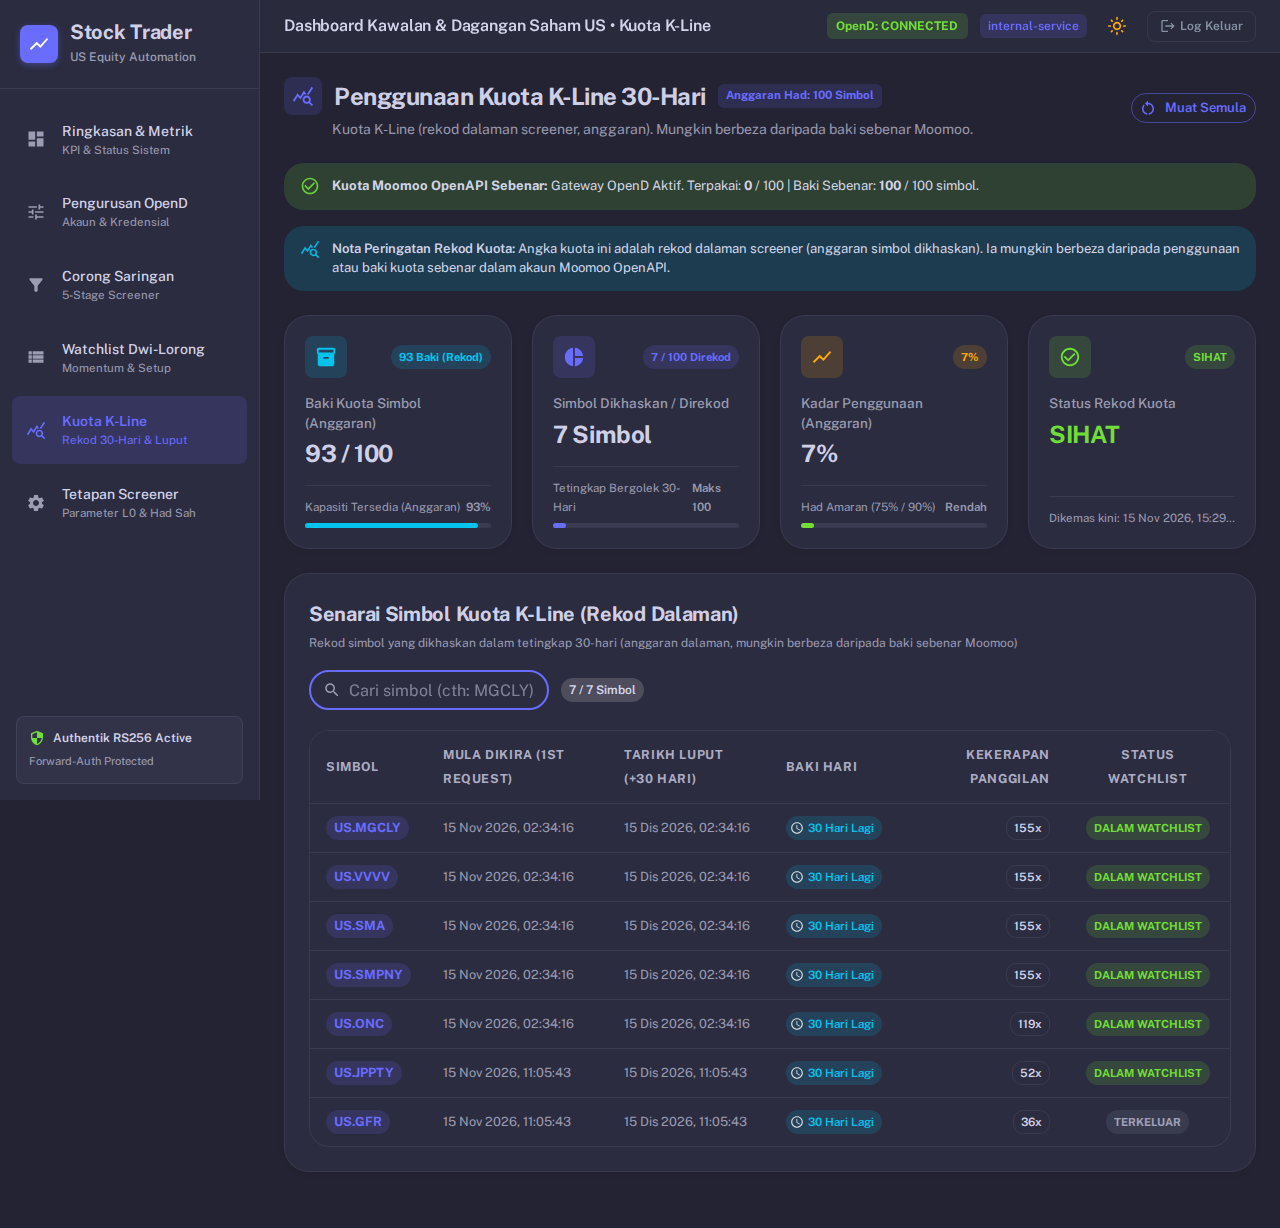 Stock Trader
US Equity Automation
Ringkasan & Metrik
KPI & Status Sistem
Pengurusan OpenD
Akaun & Kredensial
Corong Saringan
5-Stage Screener
Watchlist Dwi-Lorong
Momentum & Setup
Kuota K-Line
Rekod 30-Hari & Luput
Tetapan Screener
Parameter L0 & Had Sah
Authentik RS256 Active
Forward-Auth Protected
Dashboard Kawalan & Dagangan Saham US • Kuota K-Line
OpenD: CONNECTED
internal-service
Log Keluar
Penggunaan Kuota K-Line 30-Hari
Anggaran Had: 100 Simbol
Kuota K-Line (rekod dalaman screener, anggaran). Mungkin berbeza daripada baki sebenar Moomoo.
Muat Semula
Kuota Moomoo OpenAPI Sebenar: Gateway OpenD Aktif. Terpakai: 0 / 100 | Baki Sebenar: 100 / 100 simbol.
Nota Peringatan Rekod Kuota: Angka kuota ini adalah rekod dalaman screener (anggaran simbol dikhaskan). Ia mungkin berbeza daripada penggunaan
atau baki kuota sebenar dalam akaun Moomoo OpenAPI.
93 Baki (Rekod)
Baki Kuota Simbol
(Anggaran)
93 / 100
Kapasiti Tersedia (Anggaran) 93%
7 / 100 Direkod
Simbol Dikhaskan / Direkod
7 Simbol
Tetingkap Bergolek 30-
Hari
Maks
100
7%
Kadar Penggunaan
(Anggaran)
7%
Had Amaran (75% / 90%) Rendah
SIHAT
Status Rekod Kuota
SIHAT
Dikemas kini: 15 Nov 2026, 15:29...
Senarai Simbol Kuota K-Line (Rekod Dalaman)
Rekod simbol yang dikhaskan dalam tetingkap 30-hari (anggaran dalaman, mungkin berbeza daripada baki sebenar Moomoo)
Cari simbol (cth: MGCLY)
7 / 7 Simbol
SIMBOL
MULA DIKIRA (1ST
REQUEST)
TARIKH LUPUT
(+30 HARI)
BAKI HARI
KEKERAPAN
PANGGILAN
STATUS
WATCHLIST
US.MGCLY 15 Nov 2026, 02:34:16 15 Dis 2026, 02:34:16 30 Hari Lagi 155x DALAM WATCHLIST
US.VVVV 15 Nov 2026, 02:34:16 15 Dis 2026, 02:34:16 30 Hari Lagi 155x DALAM WATCHLIST
US.SMA 15 Nov 2026, 02:34:16 15 Dis 2026, 02:34:16 30 Hari Lagi 155x DALAM WATCHLIST
US.SMPNY 15 Nov 2026, 02:34:16 15 Dis 2026, 02:34:16 30 Hari Lagi 155x DALAM WATCHLIST
US.ONC 15 Nov 2026, 02:34:16 15 Dis 2026, 02:34:16 30 Hari Lagi 119x DALAM WATCHLIST
US.JPPTY 15 Nov 2026, 11:05:43 15 Dis 2026, 11:05:43 30 Hari Lagi 52x DALAM WATCHLIST
US.GFR 15 Nov 2026, 11:05:43 15 Dis 2026, 11:05:43 30 Hari Lagi 36x TERKELUAR